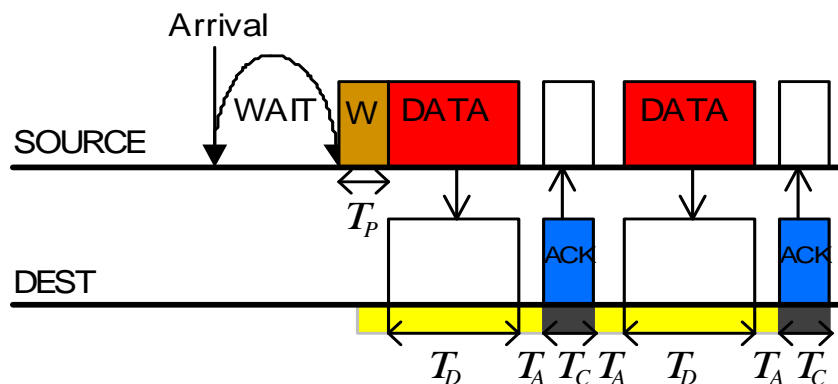 Arrival
WAIT
W
DATA
DATA
SOURCE
T_P
ACK
ACK
DEST
T_D
T_A
T_C
T_A
T_D
T_A
T_C